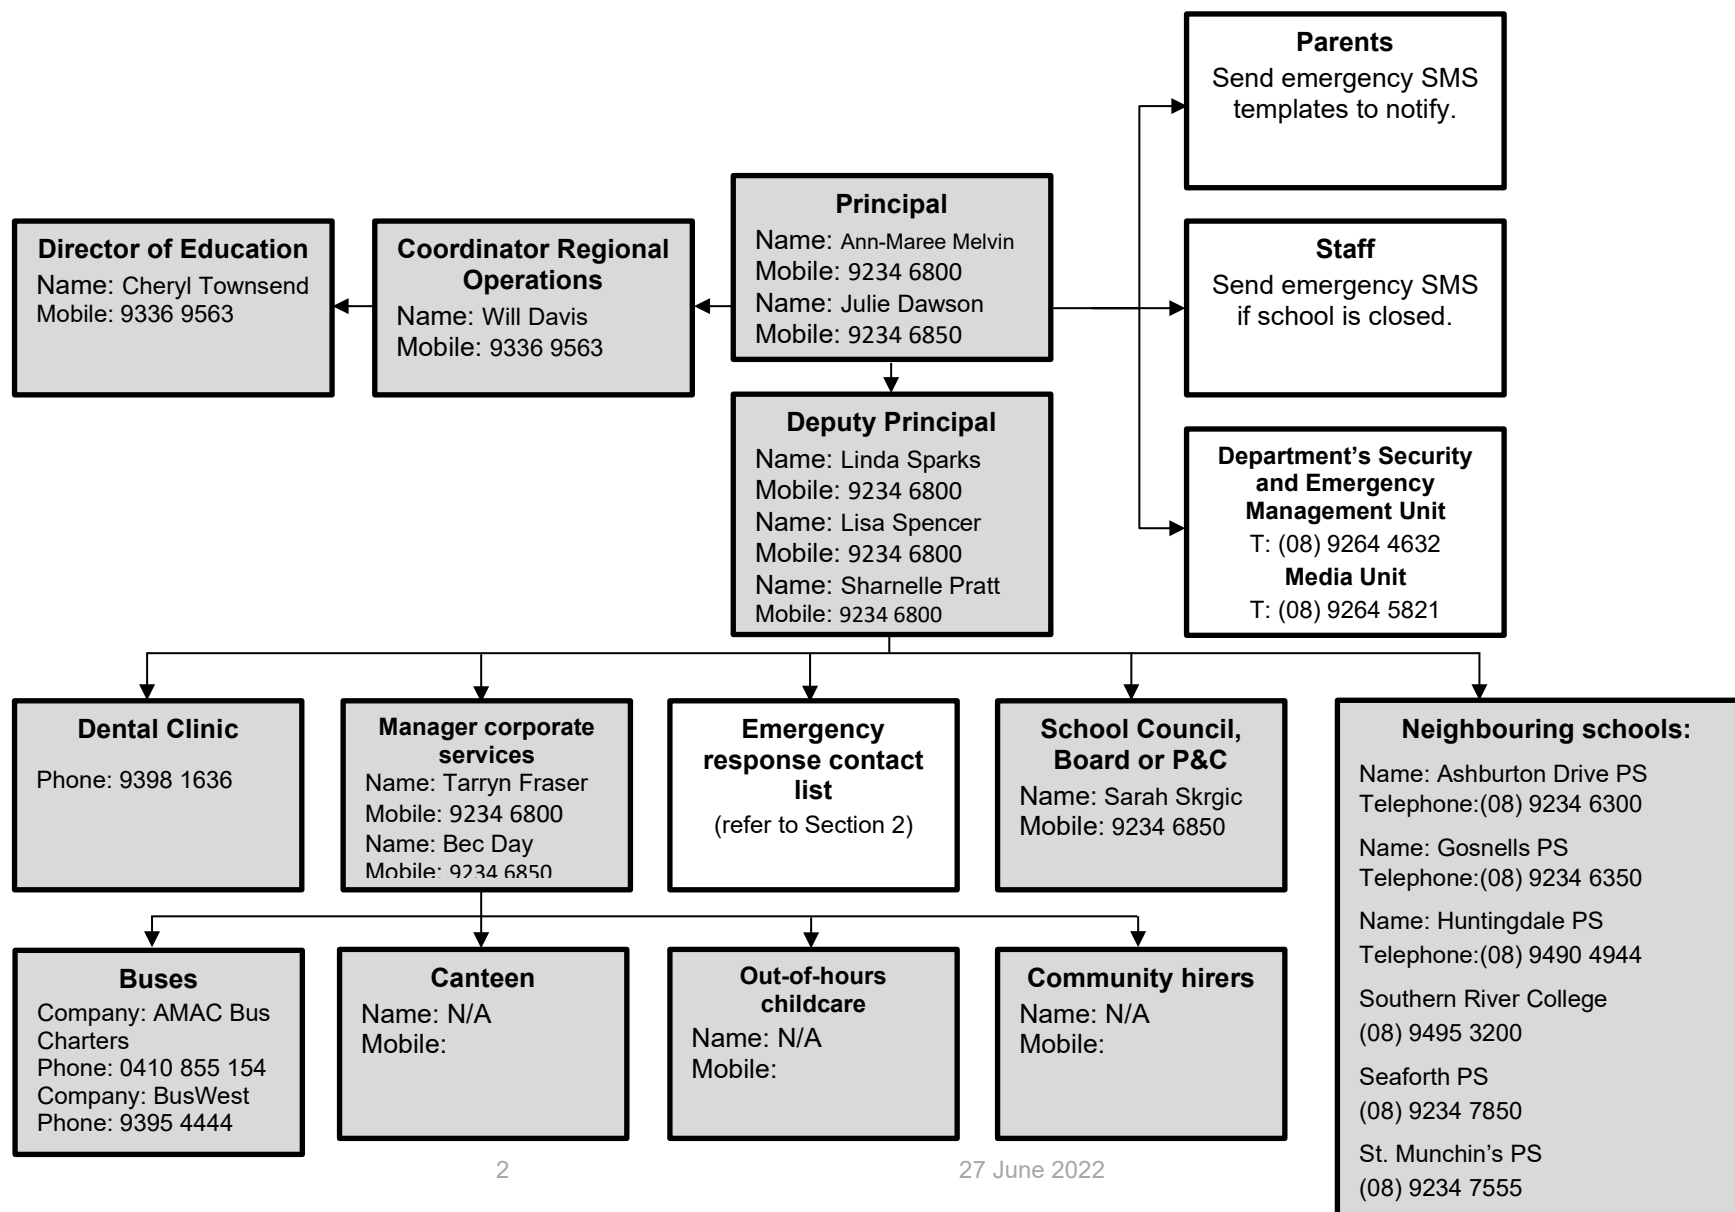 Parents
Send emergency SMS
templates to notify.
Principal
Name: Ann-Maree Melvin
Mobile: 9234 6800
Name: Julie Dawson
Mobile: 9234 6850
Director of Education
Name: Cheryl Townsend
Mobile: 9336 9563
Coordinator Regional
Operations
Name: Will Davis
Mobile: 9336 9563
Staff
Send emergency SMS
if school is closed.
Deputy Principal
Name: Linda Sparks
Mobile: 9234 6800
Name: Lisa Spencer
Mobile: 9234 6800
Name: Sharnelle Pratt
Mobile: 9234 6800
Department’s Security
and Emergency
Management Unit
T: (08) 9264 4632
Media Unit
T: (08) 9264 5821
Dental Clinic
Phone: 9398 1636
Manager corporate
services
Name: Tarryn Fraser
Mobile: 9234 6800
Name: Bec Day
Mobile: 9234 6850
Emergency
response contact
list
(refer to Section 2)
School Council,
Board or P&C
Name: Sarah Skrgic
Mobile: 9234 6850
Neighbouring schools:
Name: Ashburton Drive PS
Telephone:(08) 9234 6300
Name: Gosnells PS
Telephone:(08) 9234 6350
Name: Huntingdale PS
Telephone:(08) 9490 4944
Southern River College
(08) 9495 3200
Seaforth PS
(08) 9234 7850
St. Munchin’s PS
(08) 9234 7555
Buses
Company: AMAC Bus
Charters
Phone: 0410 855 154
Company: BusWest
Phone: 9395 4444
Canteen
Name: N/A
Mobile:
Out-of-hours
childcare
Name: N/A
Mobile:
Community hirers
Name: N/A
Mobile:
2
27 June 2022